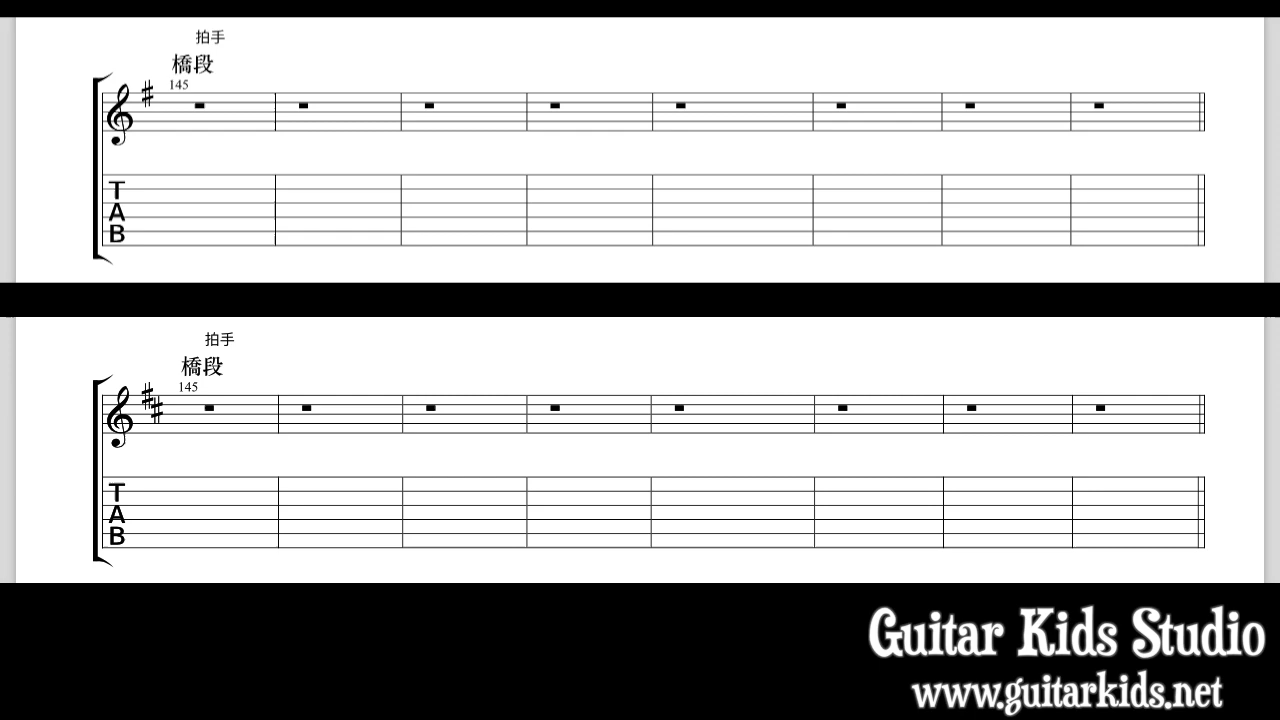 拍手
橋段
145
T
A
B
拍手
橋段
145
T
A
B
Guitar Kids Studio
www.guitarkids.net